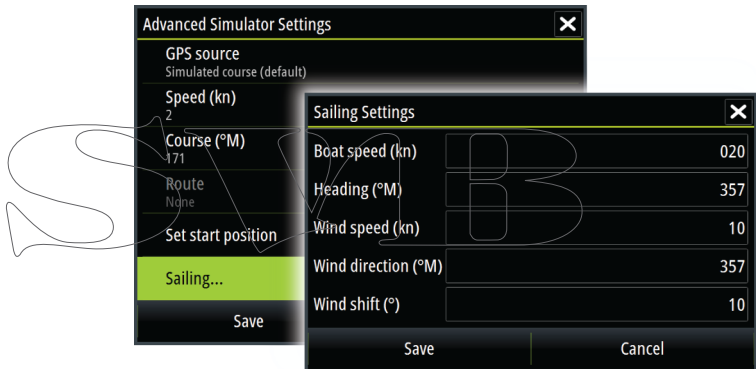 Advanced Simulator Settings
GPS source
Simulated course (default)
Speed (kn)
2
Course (°M)
171
Route
None
Set start position
Sailing...
Save
Sailing Settings
Boat speed (kn) 020
Heading (°M) 357
Wind speed (kn) 10
Wind direction (°M) 357
Wind shift (°) 10
Save Cancel
SVB